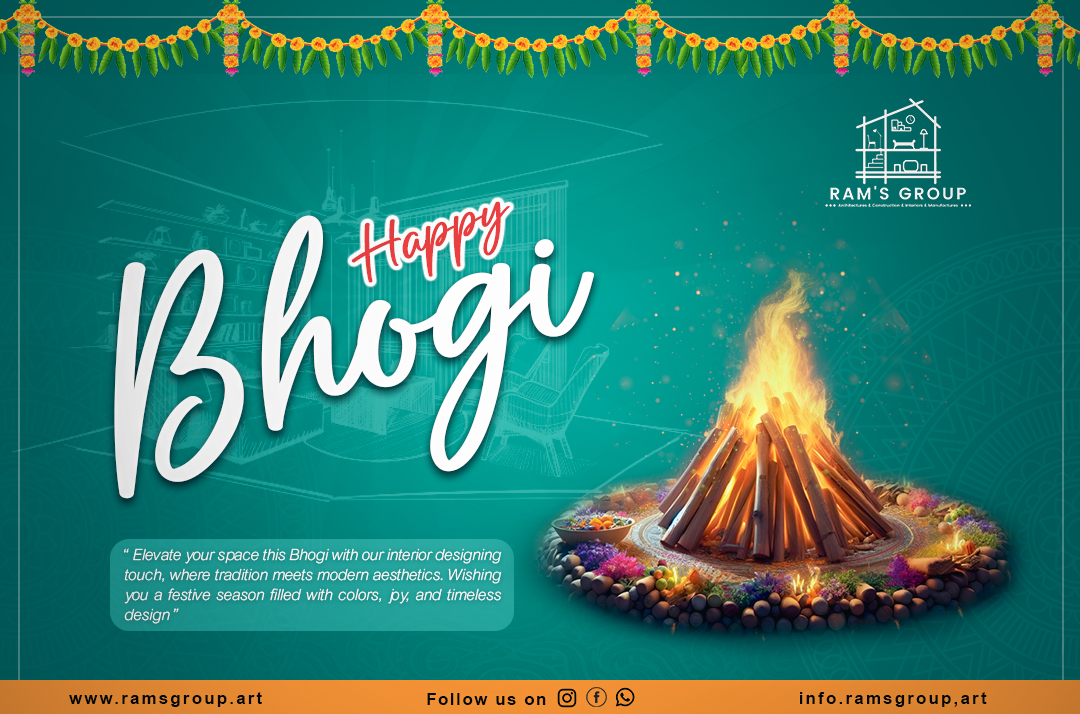 Happy
Bhogi
RAM'S GROUP
Architectures & Construction & Interiors & Manufactures
“ Elevate your space this Bhogi with our interior designing
touch, where tradition meets modern aesthetics. Wishing
you a festive season filled with colors, joy, and timeless
design”
www.ramsgroup.art
Follow us on
info.ramsgroup,art